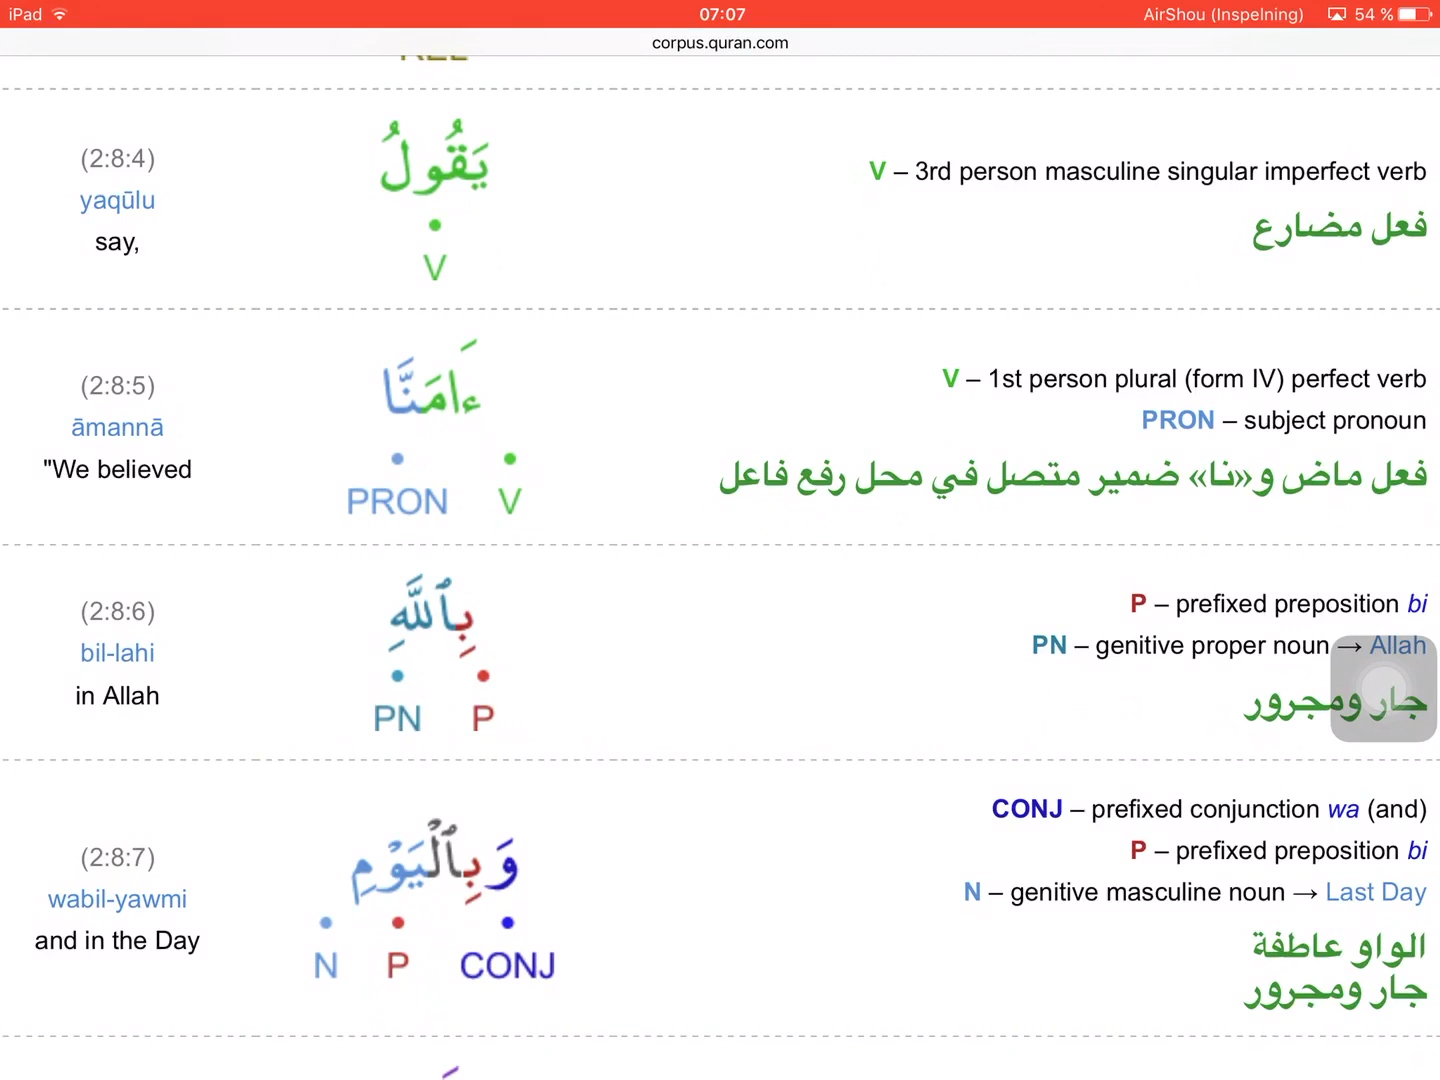 iPad 07:07 AirShou (Inspelning) 54 %
corpus.quran.com
(2:8:4)
yaqūlu
say,
يَقُولُ
V
V – 3rd person masculine singular imperfect verb
فعل مضارع
(2:8:5)
āmannā
"We believed
ءَامَنَّا
PRON V
V – 1st person plural (form IV) perfect verb
PRON – subject pronoun
فعل ماض و«نا» ضمير متصل في محل رفع فاعل
(2:8:6)
bil-lahi
in Allah
بِٱللَّهِ
PN P
P – prefixed preposition bi
PN – genitive proper noun → Allah
جار ومجرور
(2:8:7)
wabil-yawmi
and in the Day
وَبِٱلْيَوْمِ
N P CONJ
CONJ – prefixed conjunction wa (and)
P – prefixed preposition bi
N – genitive masculine noun → Last Day
الواو عاطفة
جار ومجرور